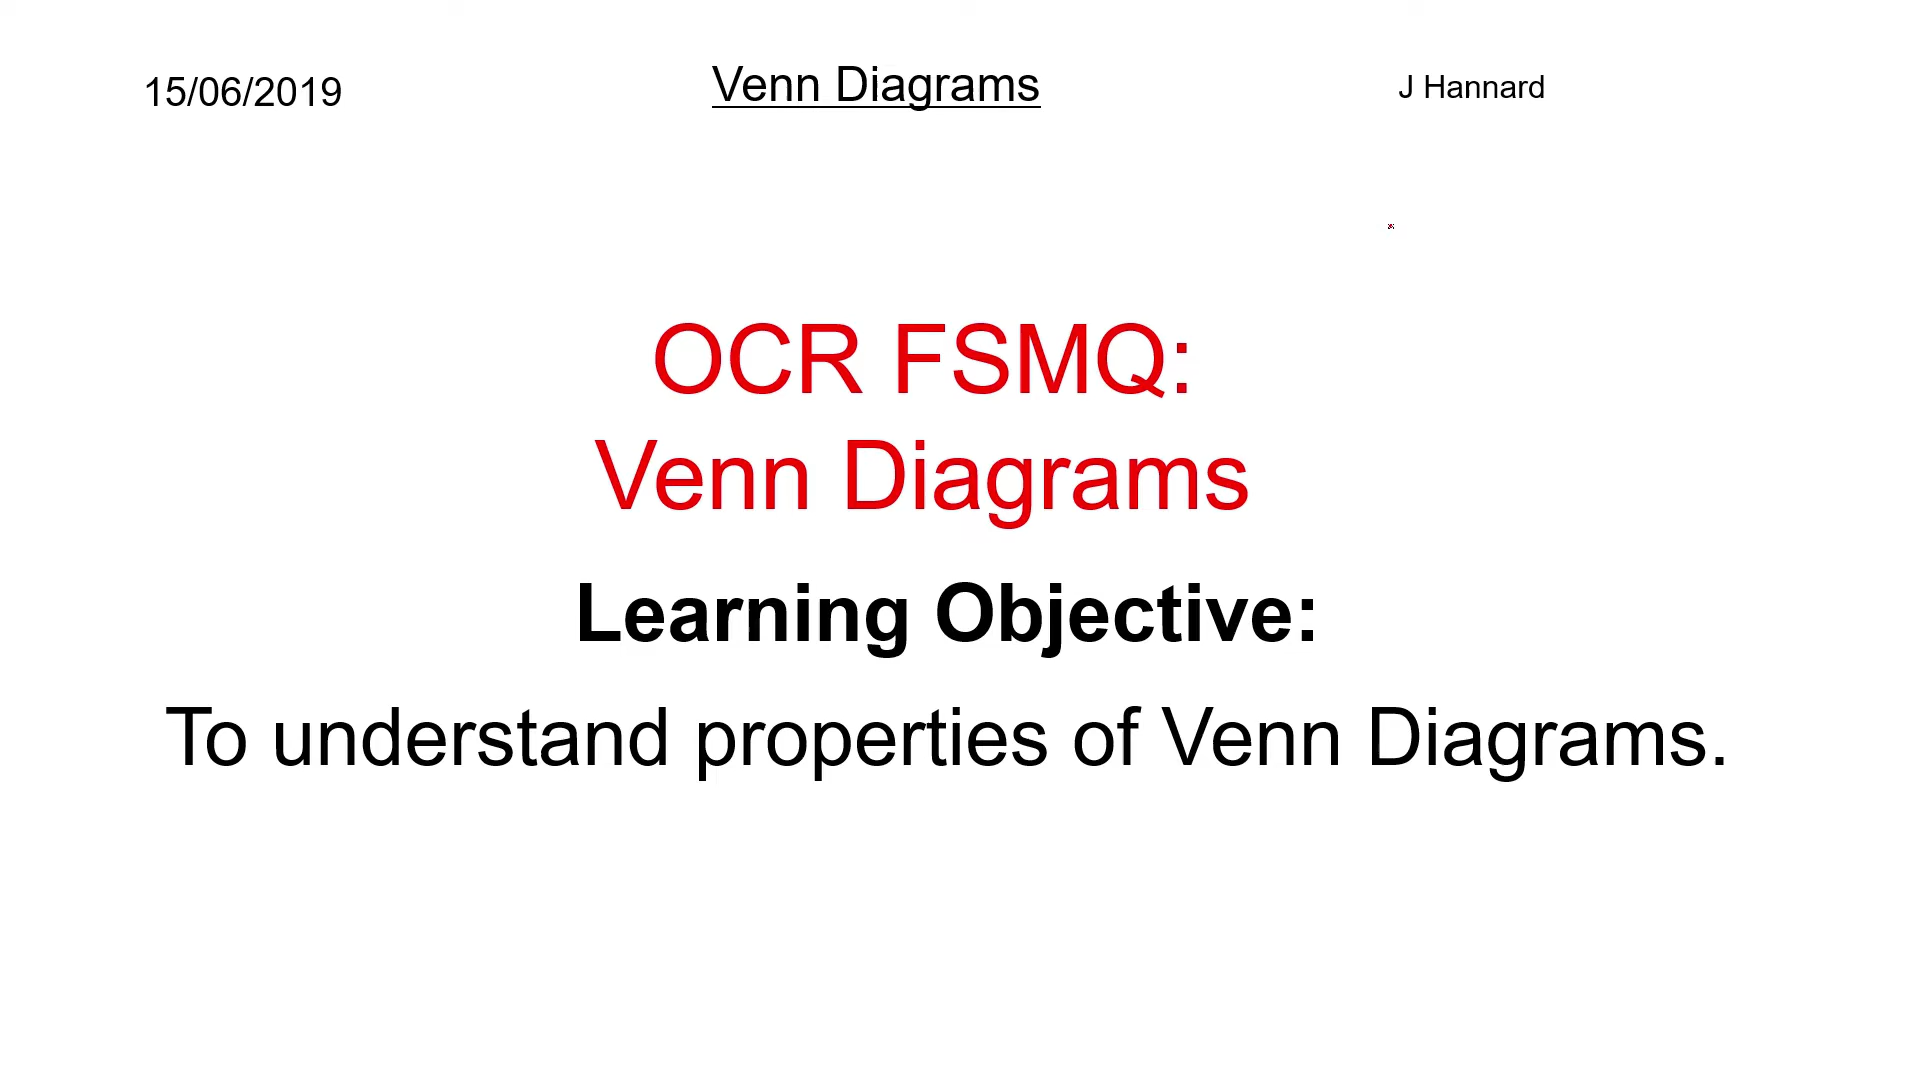 15/06/2019
Venn Diagrams
J Hannard
OCR FSMQ:
Venn Diagrams
Learning Objective:
To understand properties of Venn Diagrams.